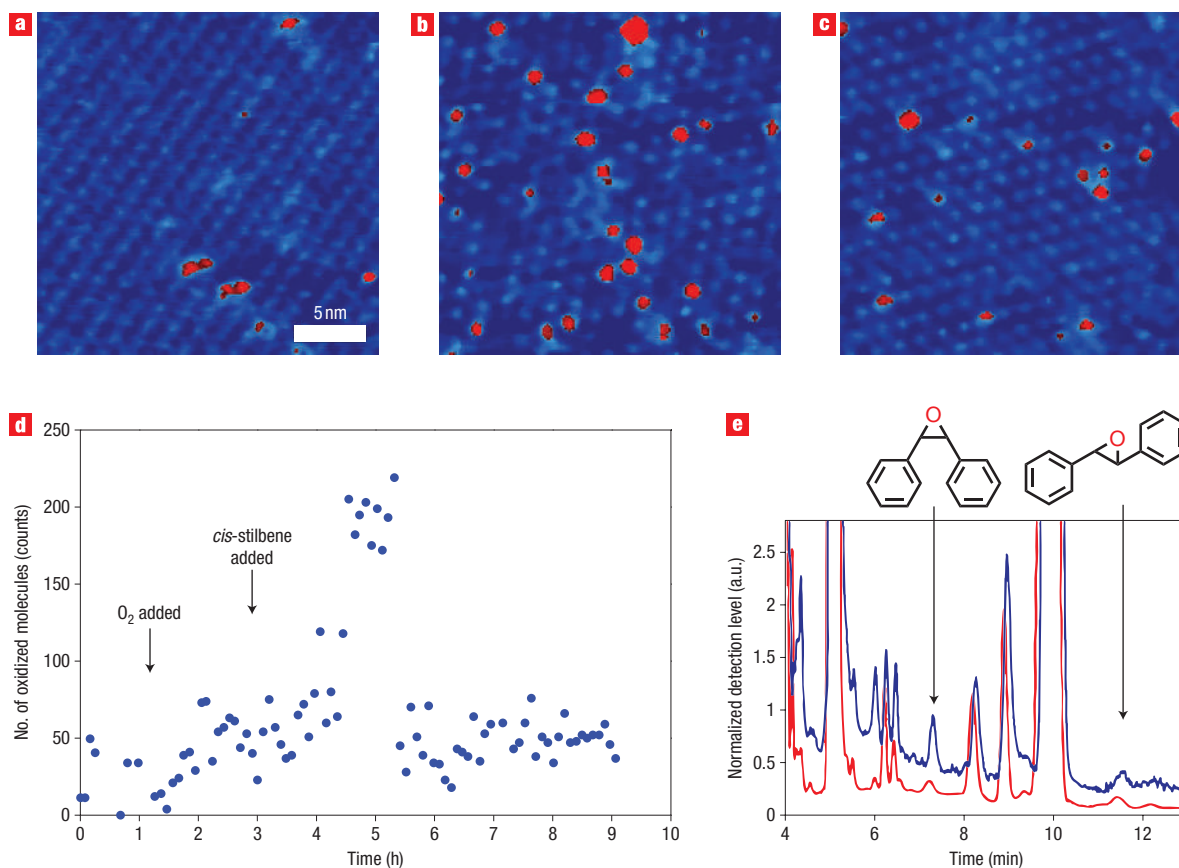 a
b
c
5 nm
d
No. of oxidized molecules (counts)
250
200
150
100
50
0
O₂ added
cis-stilbene
added
0 1 2 3 4 5 6 7 8 9 10
Time (h)
e
O
O
Normalized detection level (a.u.)
2.5
2
1.5
1
0.5
0
4 6 8 10 12
Time (min)